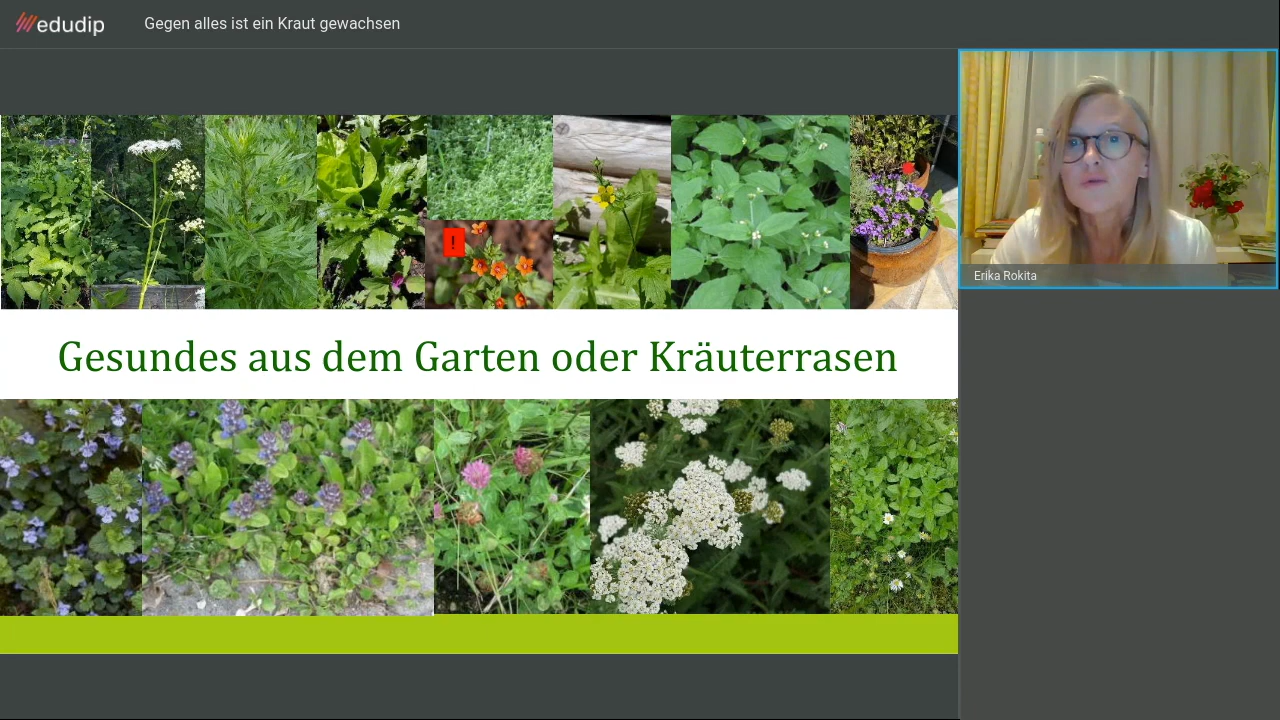 edudip
Gegen alles ist ein Kraut gewachsen
!
Gesundes aus dem Garten oder Kräuterrasen
Erika Rokita